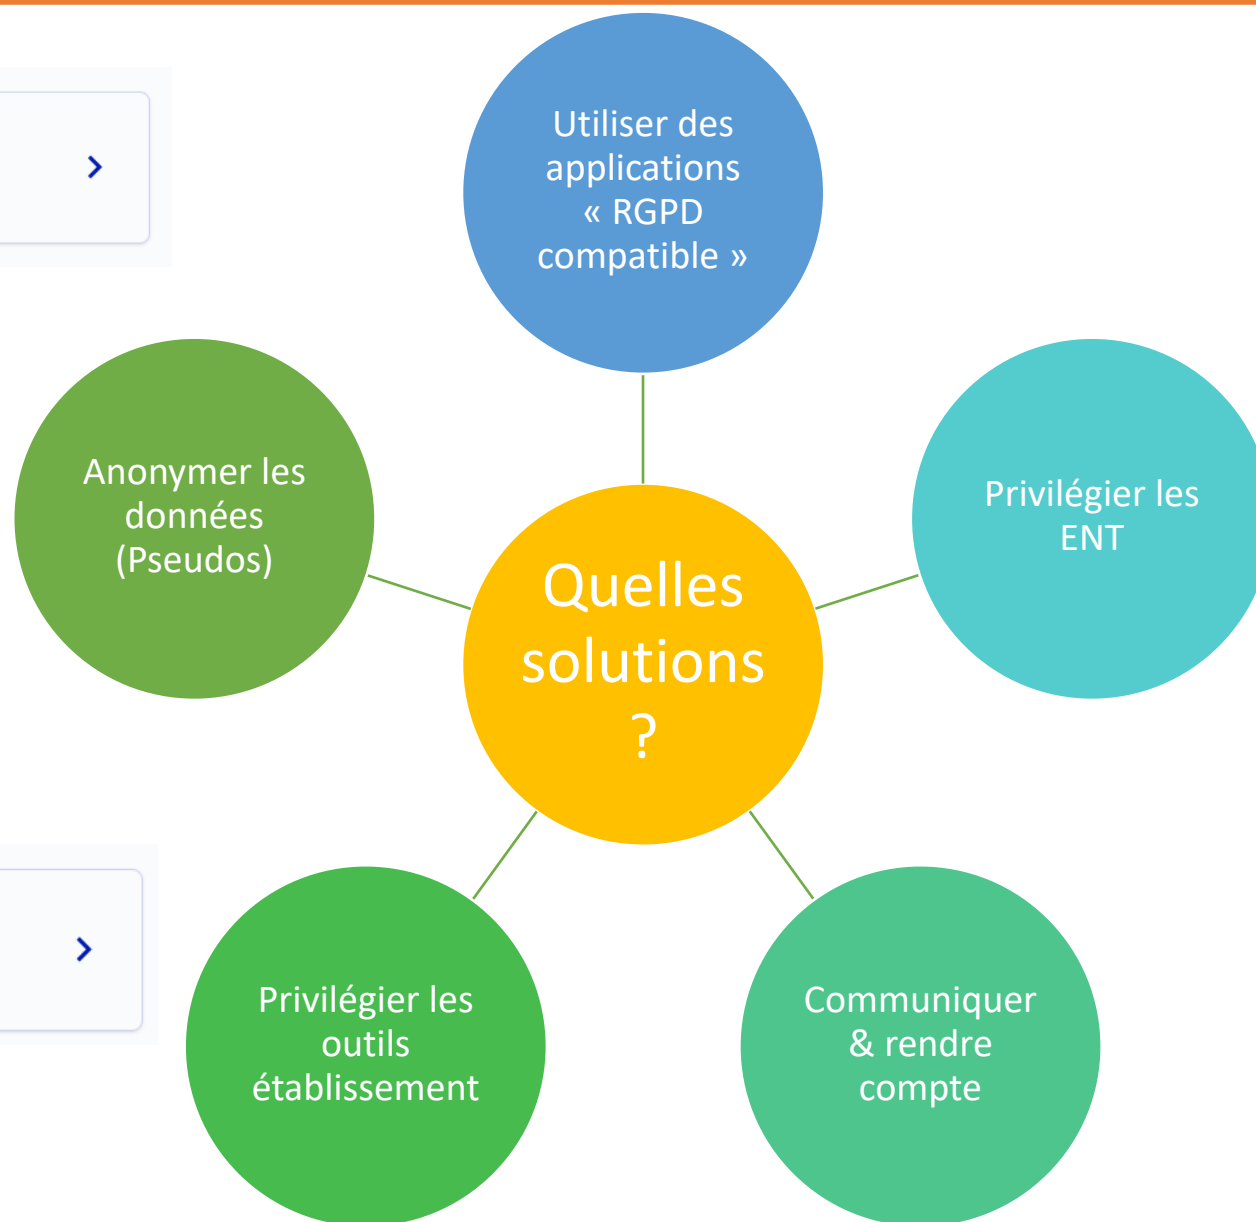 Utiliser des
applications
« RGPD
compatible »
Anonymer les
données
(Pseudos)
Privilégier les
ENT
Quelles
solutions
?
Privilégier les
outils
établissement
Communiquer
& rendre
compte